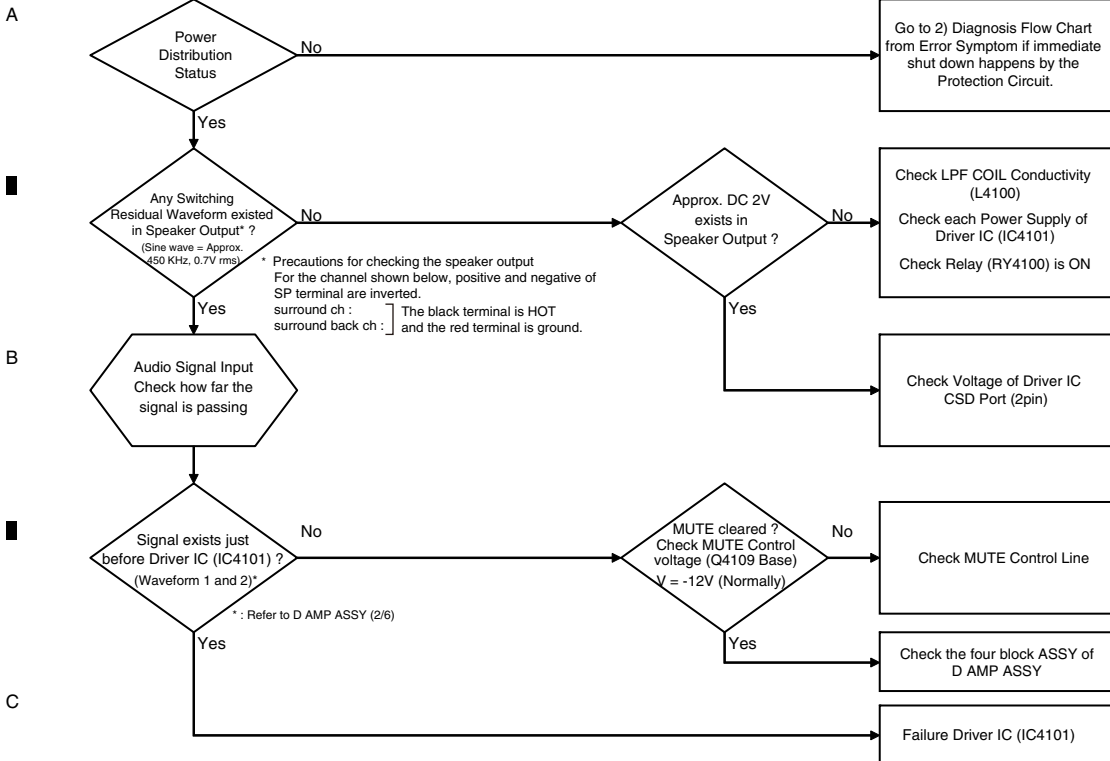 A
Power
Distribution
Status
No
Go to 2) Diagnosis Flow Chart
from Error Symptom if immediate
shut down happens by the
Protection Circuit.
Yes
Any Switching
Residual Waveform existed
in Speaker Output* ?
(Sine wave = Approx.
450 KHz, 0.7V rms)
No
Approx. DC 2V
exists in
Speaker Output ?
No
Check LPF COIL Conductivity
(L4100)
Check each Power Supply of
Driver IC (IC4101)
Check Relay (RY4100) is ON
* Precautions for checking the speaker output
For the channel shown below, positive and negative of
SP terminal are inverted.
surround ch :
surround back ch :
The black terminal is HOT
and the red terminal is ground.
Yes
Yes
B
Audio Signal Input
Check how far the
signal is passing
Check Voltage of Driver IC
CSD Port (2pin)
Signal exists just
before Driver IC (IC4101) ?
(Waveform 1 and 2)*
No
MUTE cleared ?
Check MUTE Control
voltage (Q4109 Base)
V = -12V (Normally)
No
Check MUTE Control Line
* : Refer to D AMP ASSY (2/6)
Yes
Yes
Check the four block ASSY of
D AMP ASSY
C
Failure Driver IC (IC4101)